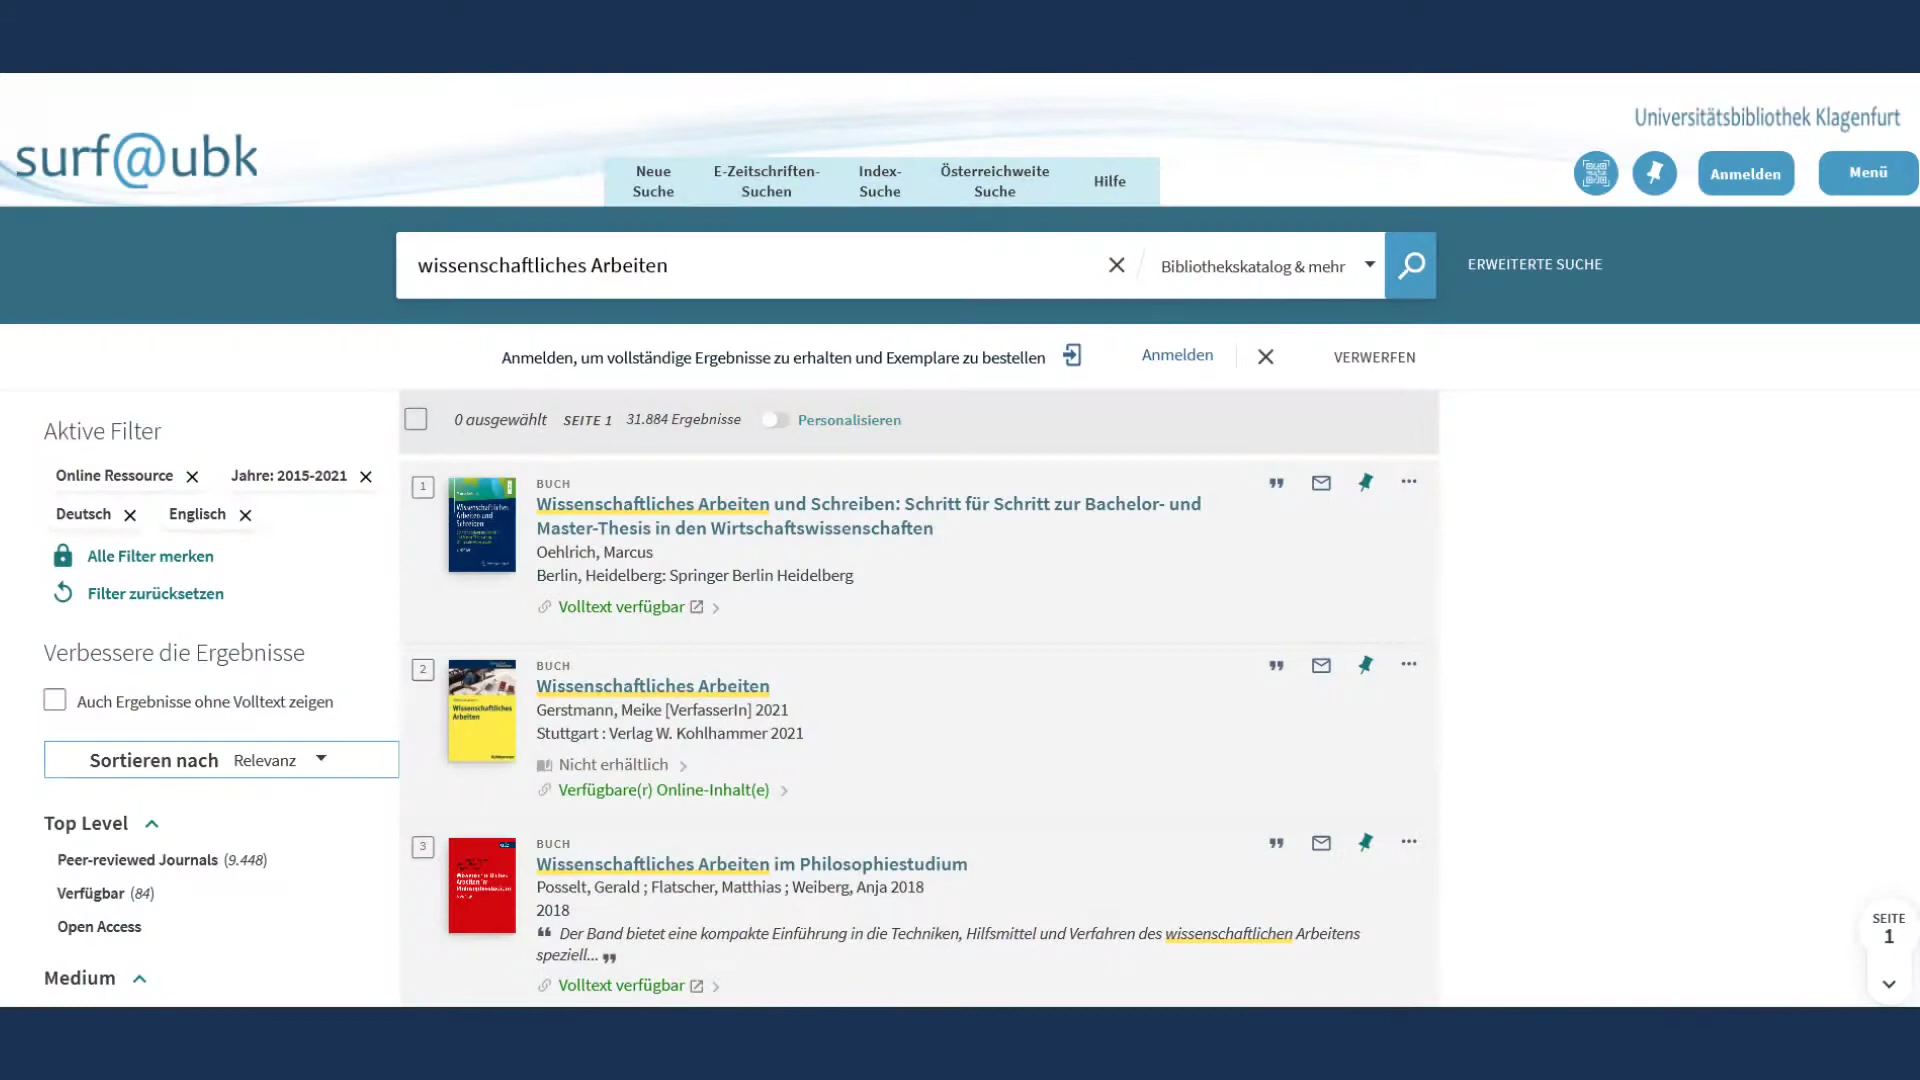 surf@ubk
Universitätsbibliothek Klagenfurt
Neue Suche
E-Zeitschriften-Suchen
Index-Suche
Österreichweite Suche
Hilfe
Anmelden
Menü
wissenschaftliches Arbeiten
Bibliothekskatalog & mehr
ERWEITERTE SUCHE
Anmelden, um vollständige Ergebnisse zu erhalten und Exemplare zu bestellen
Anmelden
VERWERFEN
Aktive Filter
Online Ressource
Jahre: 2015-2021
Deutsch
Englisch
Alle Filter merken
Filter zurücksetzen
Verbessere die Ergebnisse
Auch Ergebnisse ohne Volltext zeigen
Sortieren nach Relevanz
Top Level
Peer-reviewed Journals (9.448)
Verfügbar (84)
Open Access
Medium
0 ausgewählt SEITE 1 31.884 Ergebnisse Personalisieren
1
BUCH
Wissenschaftliches Arbeiten und Schreiben: Schritt für Schritt zur Bachelor- und
Master-Thesis in den Wirtschaftswissenschaften
Oehlrich, Marcus
Berlin, Heidelberg: Springer Berlin Heidelberg
Volltext verfügbar
Wissenschaftliches
Arbeiten und
Schreiben
2
BUCH
Wissenschaftliches Arbeiten
Gerstmann, Meike [VerfasserIn] 2021
Stuttgart : Verlag W. Kohlhammer 2021
Nicht erhältlich
Verfügbare(r) Online-Inhalt(e)
Wissenschaftliches
Arbeiten
3
BUCH
Wissenschaftliches Arbeiten im Philosophiestudium
Posselt, Gerald ; Flatscher, Matthias ; Weiberg, Anja 2018
2018
❝ Der Band bietet eine kompakte Einführung in die Techniken, Hilfsmittel und Verfahren des wissenschaftlichen Arbeitens
speziell... ❞
Volltext verfügbar
SEITE
1